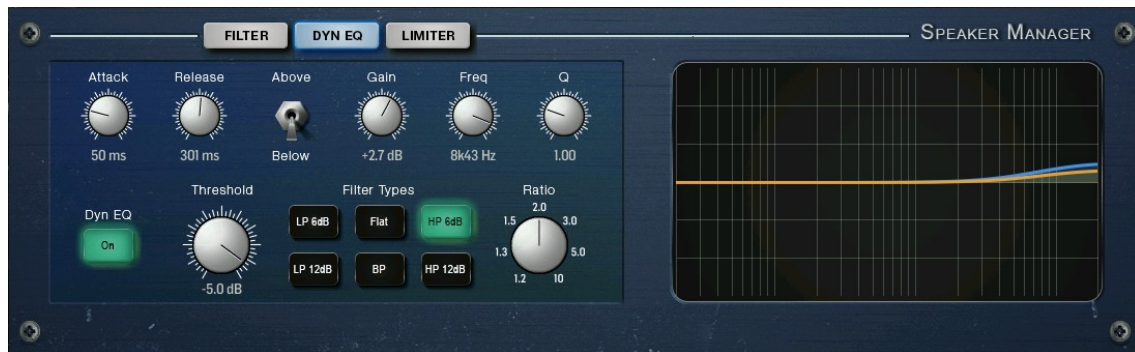 FILTER DYN EQ LIMITER SPEAKER MANAGER
Attack Release Above Gain Freq Q
50 ms 301 ms Below +2.7 dB 8k43 Hz 1.00
Threshold Filter Types Ratio
2.0
Dyn EQ LP 6dB Flat HP 6dB 1.5 3.0
On 1.3 5.0
LP 12dB BP HP 12dB 1.2 10
-5.0 dB